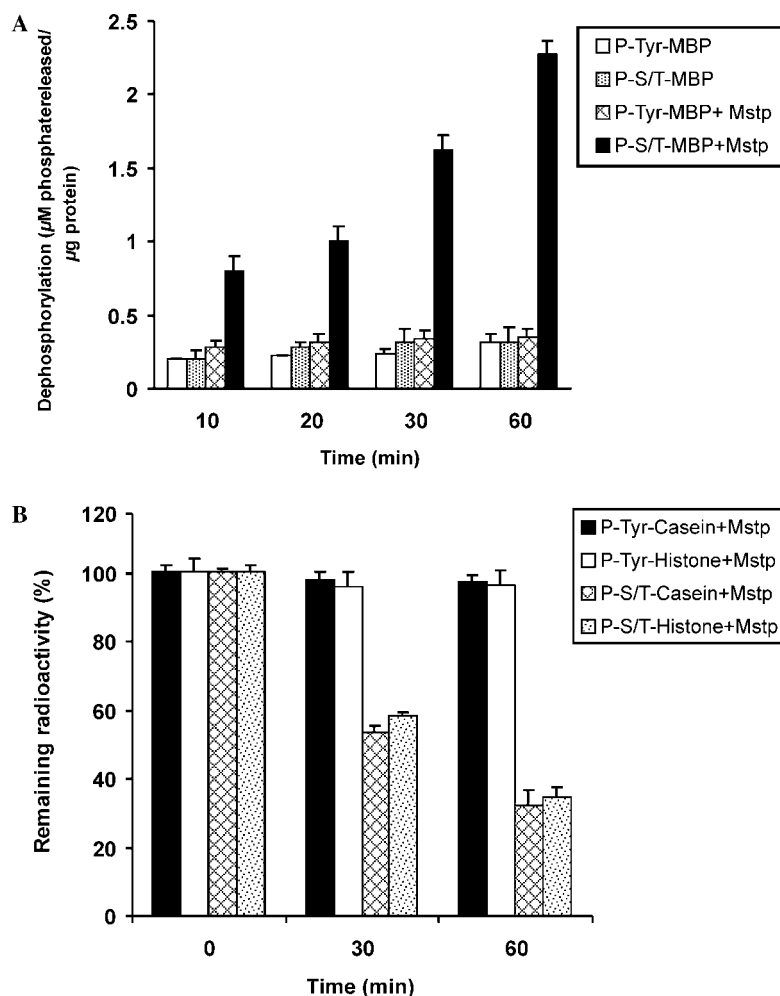 A
Dephosphorylation (µM phosphatereleased/
µg protein)
2.5
2
1.5
1
0.5
0
10 20 30 60
Time (min)
P-Tyr-MBP
P-S/T-MBP
P-Tyr-MBP+ Mstp
P-S/T-MBP+Mstp
B
Remaining radioactivity (%)
120
100
80
60
40
20
0
0 30 60
Time (min)
P-Tyr-Casein+Mstp
P-Tyr-Histone+Mstp
P-S/T-Casein+Mstp
P-S/T-Histone+Mstp